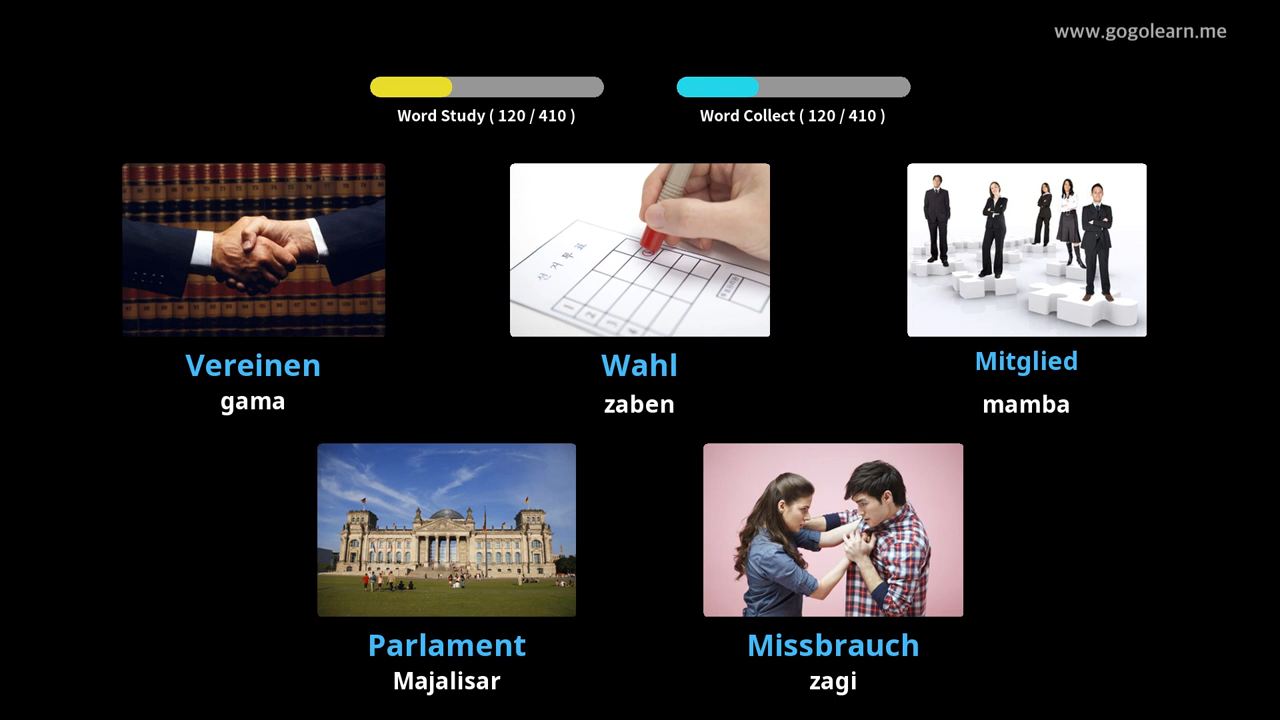 www.gogolearn.me
Word Study ( 120 / 410 )
Word Collect ( 120 / 410 )
Vereinen
gama
Wahl
zaben
Mitglied
mamba
Parlament
Majalisar
Missbrauch
zagi